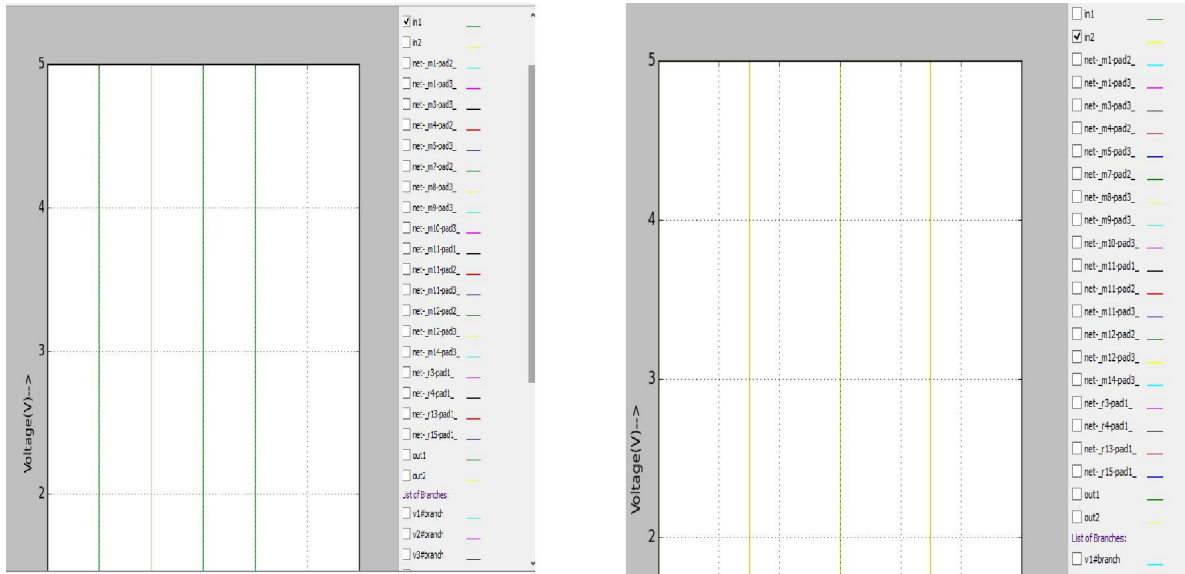 5
4
3
2
Voltage(V)-->
in1
in2
net-_m1-pad2_
net-_m1-pad3_
net-_m3-pad3_
net-_m4-pad2_
net-_m5-pad3_
net-_m7-pad2_
net-_m8-pad3_
net-_m9-pad3_
net-_m10-pad3_
net-_m11-pad1_
net-_m11-pad2_
net-_m11-pad3_
net-_m12-pad2_
net-_m12-pad3_
net-_m14-pad3_
net-_r3-pad1_
net-_r4-pad1_
net-_r13-pad1_
net-_r15-pad1_
out1
out2
List of Branches:
v1#branch
v2#branch
v3#branch
5
4
3
2
Voltage(V)-->
in1
in2
net-_m1-pad2_
net-_m1-pad3_
net-_m3-pad3_
net-_m4-pad2_
net-_m5-pad3_
net-_m7-pad2_
net-_m8-pad3_
net-_m9-pad3_
net-_m10-pad3_
net-_m11-pad1_
net-_m11-pad2_
net-_m11-pad3_
net-_m12-pad2_
net-_m12-pad3_
net-_m14-pad3_
net-_r3-pad1_
net-_r4-pad1_
net-_r13-pad1_
net-_r15-pad1_
out1
out2
List of Branches:
v1#branch